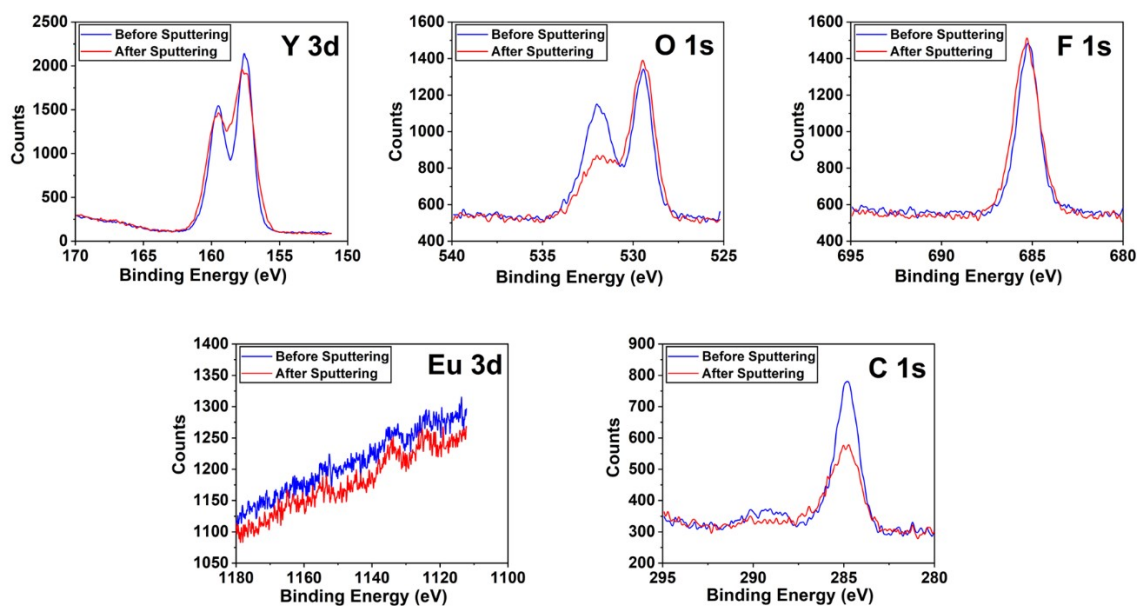 Before Sputtering
After Sputtering
Y 3d
2500
2000
1500
1000
500
0
Counts
170
165
160
155
150
Binding Energy (eV)
Before Sputtering
After Sputtering
O 1s
1600
1400
1200
1000
800
600
400
Counts
540
535
530
525
Binding Energy (eV)
Before Sputtering
After Sputtering
F 1s
1600
1400
1200
1000
800
600
400
Counts
695
690
685
680
Binding Energy (eV)
Before Sputtering
After Sputtering
Eu 3d
1400
1350
1300
1250
1200
1150
1100
1050
Counts
1180
1160
1140
1120
1100
Binding Energy (eV)
Before Sputtering
After Sputtering
C 1s
900
800
700
600
500
400
300
200
Counts
295
290
285
280
Binding Energy (eV)